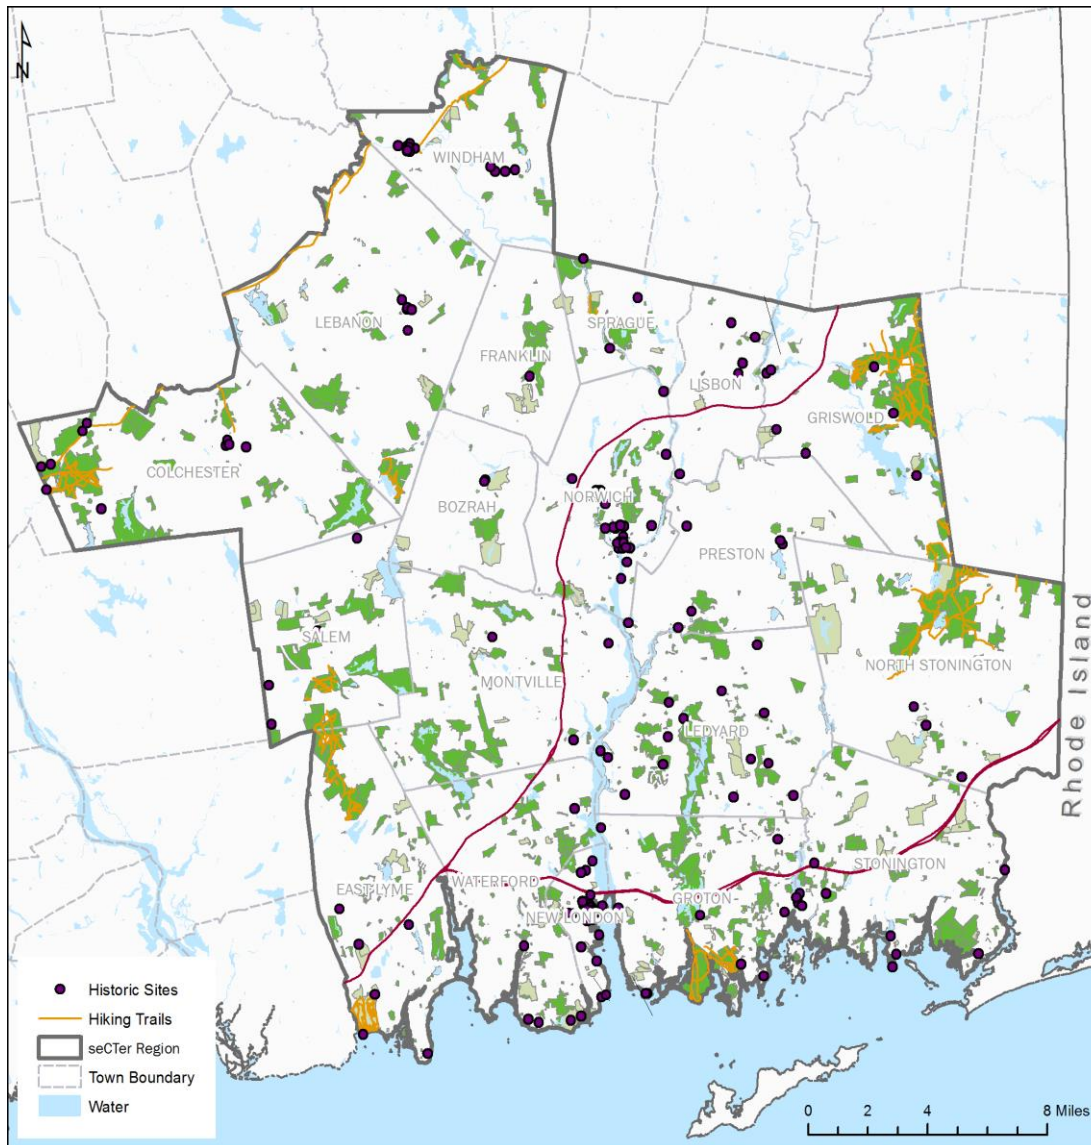 N
WINDHAM
LEBANON
SPRAGUE
FRANKLIN
LISBON
GRISWOLD
COLCHESTER
BOZRAH
NORWICH
PRESTON
SALEM
MONTVILLE
NORTH STONINGTON
LEDYARD
Rhode Island
EAST LYME
WATERFORD
NEW LONDON
GROTON
STONINGTON
Historic Sites
Hiking Trails
seCTer Region
Town Boundary
Water
0 2 4 8 Miles